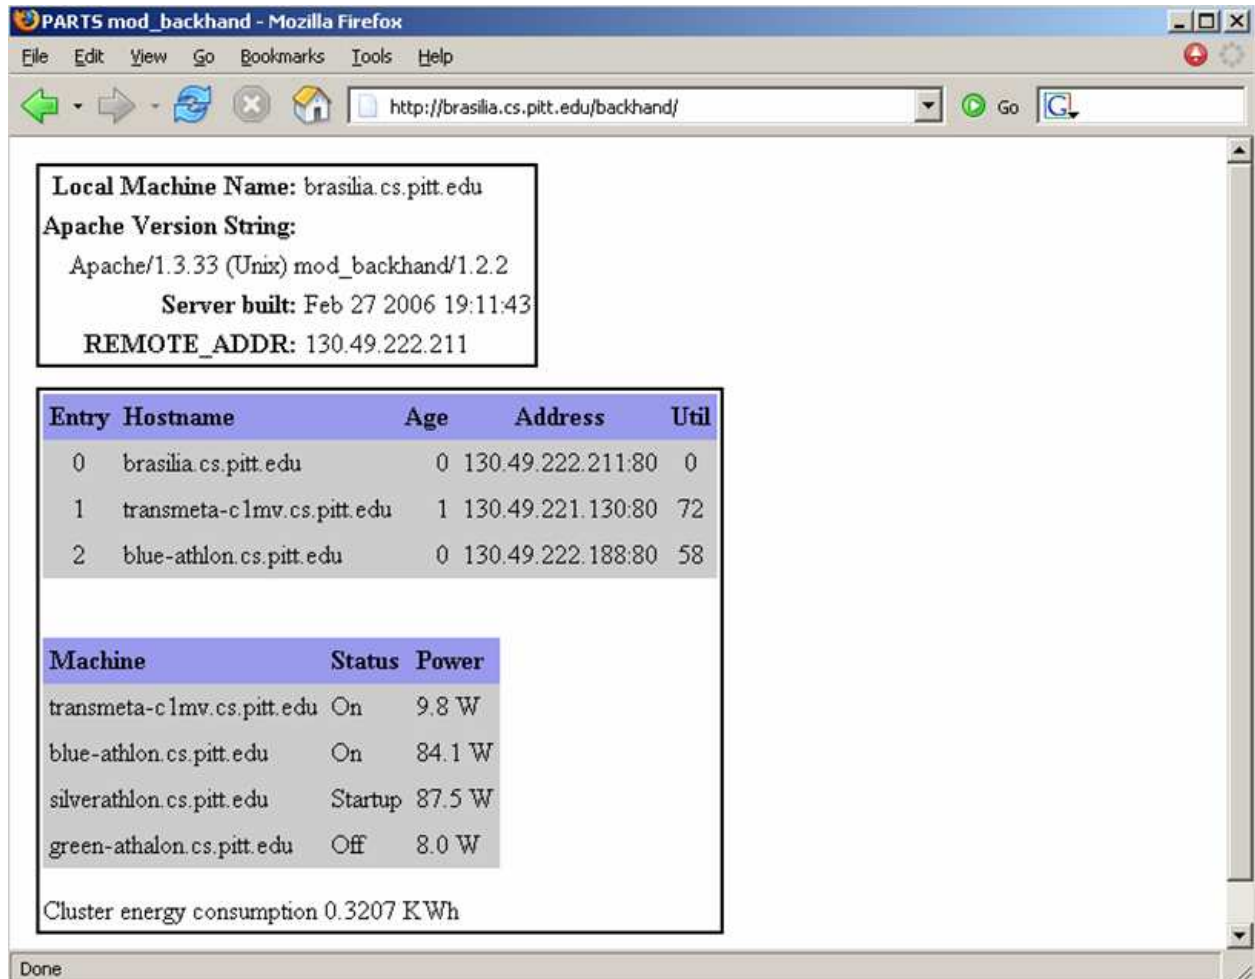 PARTS mod_backhand - Mozilla Firefox
File Edit View Go Bookmarks Tools Help
http://brasilia.cs.pitt.edu/backhand/ Go G
Local Machine Name: brasilia.cs.pitt.edu
Apache Version String:
Apache/1.3.33 (Unix) mod_backhand/1.2.2
Server built: Feb 27 2006 19:11:43
REMOTE_ADDR: 130.49.222.211
Entry Hostname Age Address Util
0 brasilia.cs.pitt.edu 0 130.49.222.211:80 0
1 transmeta-c1mv.cs.pitt.edu 1 130.49.221.130:80 72
2 blue-athlon.cs.pitt.edu 0 130.49.222.188:80 58
Machine Status Power
transmeta-c1mv.cs.pitt.edu On 9.8 W
blue-athlon.cs.pitt.edu On 84.1 W
silverathlon.cs.pitt.edu Startup 87.5 W
green-athalon.cs.pitt.edu Off 8.0 W
Cluster energy consumption 0.3207 KWh
Done